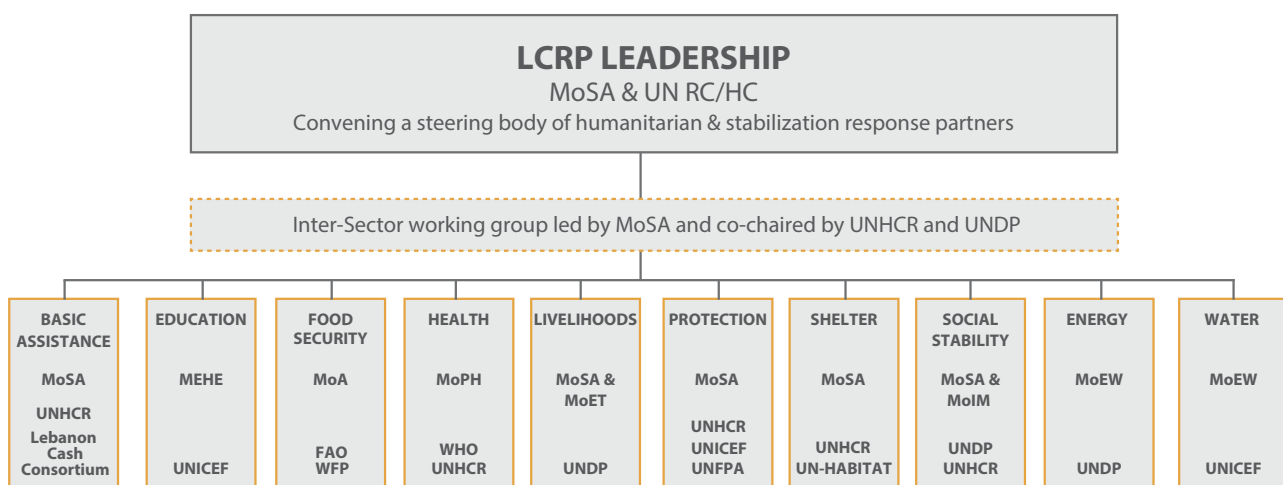 LCRP LEADERSHIP
MoSA & UN RC/HC
Convening a steering body of humanitarian & stabilization response partners
Inter-Sector working group led by MoSA and co-chaired by UNHCR and UNDP
BASIC
ASSISTANCE
MoSA
UNHCR
Lebanon
Cash
Consortium
EDUCATION
MEHE
UNICEF
FOOD
SECURITY
MoA
FAO
WFP
HEALTH
MoPH
WHO
UNHCR
LIVELIHOODS
MoSA &
MoET
UNDP
PROTECTION
MoSA
UNHCR
UNICEF
UNFPA
SHELTER
MoSA
UNHCR
UN-HABITAT
SOCIAL
STABILITY
MoSA &
MoIM
UNDP
UNHCR
ENERGY
MoEW
UNDP
WATER
MoEW
UNICEF